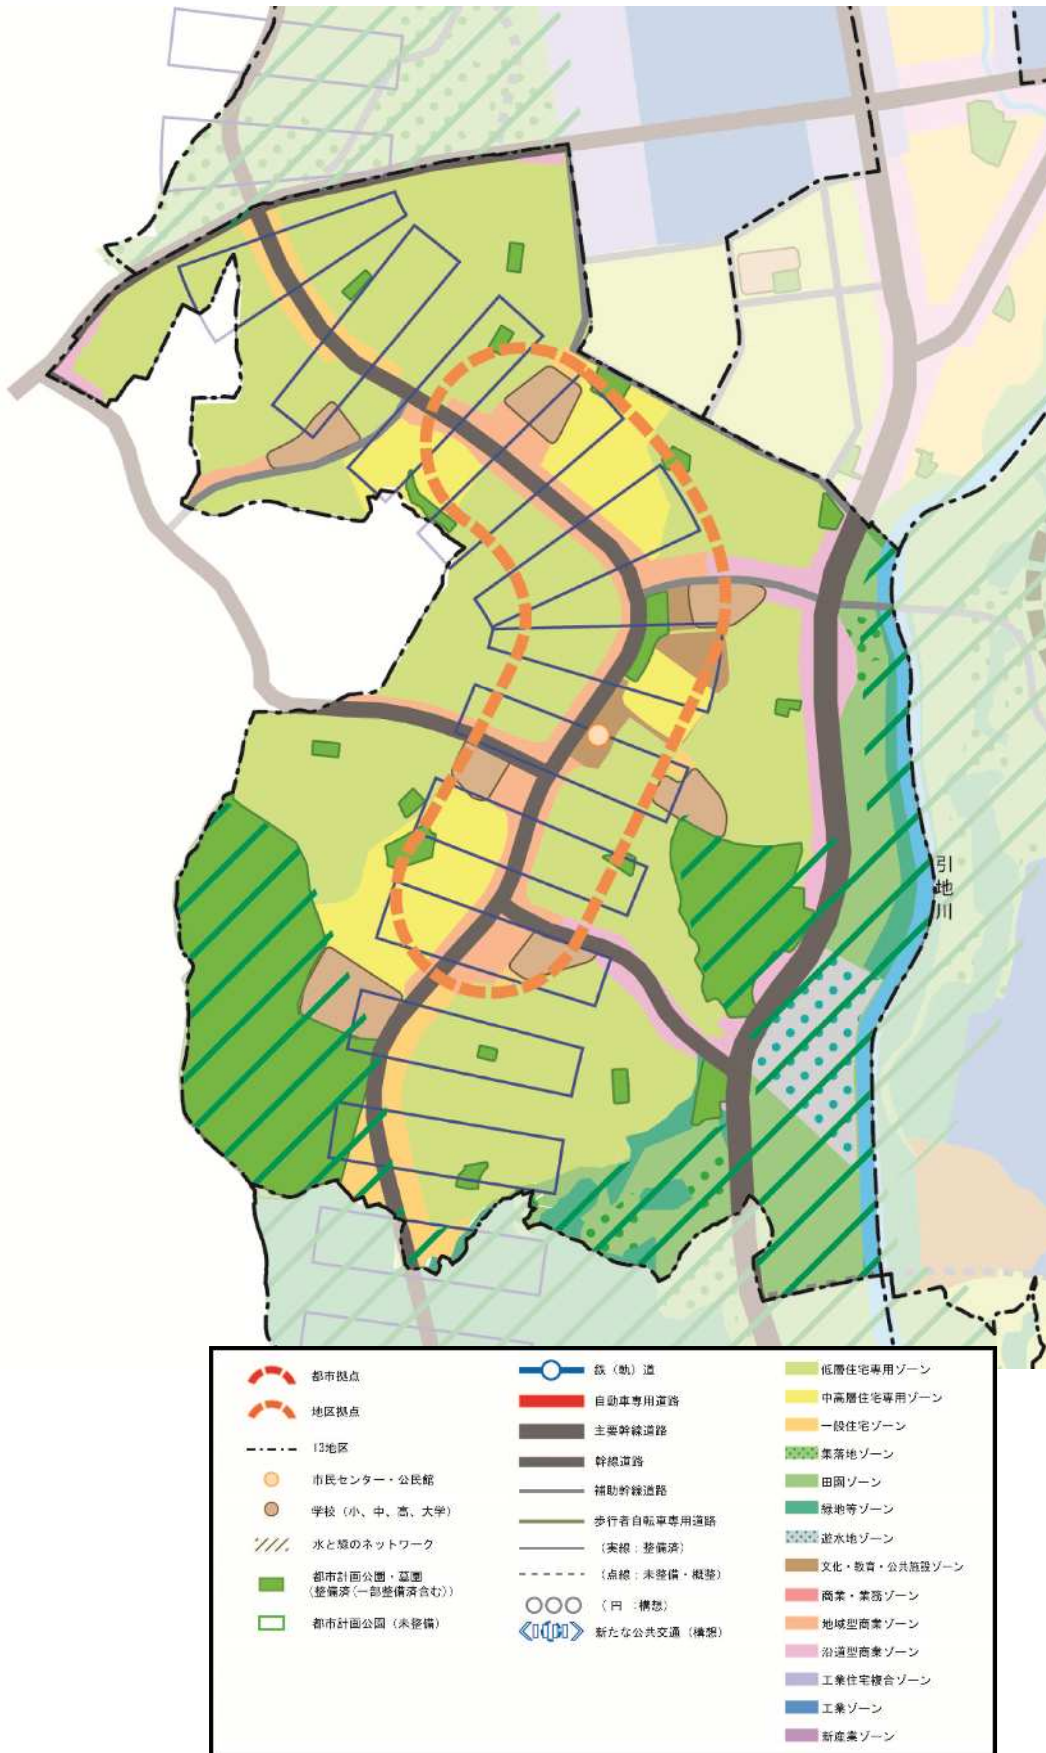 引地川
都市拠点
地区拠点
13地区
市民センター・公民館
学校（小、中、高、大学）
水と緑のネットワーク
都市計画公園・墓園
（整備済（一部整備済含む））
都市計画公園（未整備）
鉄（軌）道
自動車専用道路
主要幹線道路
幹線道路
補助幹線道路
歩行者自転車専用道路
（実線：整備済）
（点線：未整備・概整）
（円　：構想）
新たな公共交通（構想）
低層住宅専用ゾーン
中高層住宅専用ゾーン
一般住宅ゾーン
集落地ゾーン
田園ゾーン
緑地等ゾーン
遊水地ゾーン
文化・教育・公共施設ゾーン
商業・業務ゾーン
地域型商業ゾーン
沿道型商業ゾーン
工業住宅複合ゾーン
工業ゾーン
新産業ゾーン